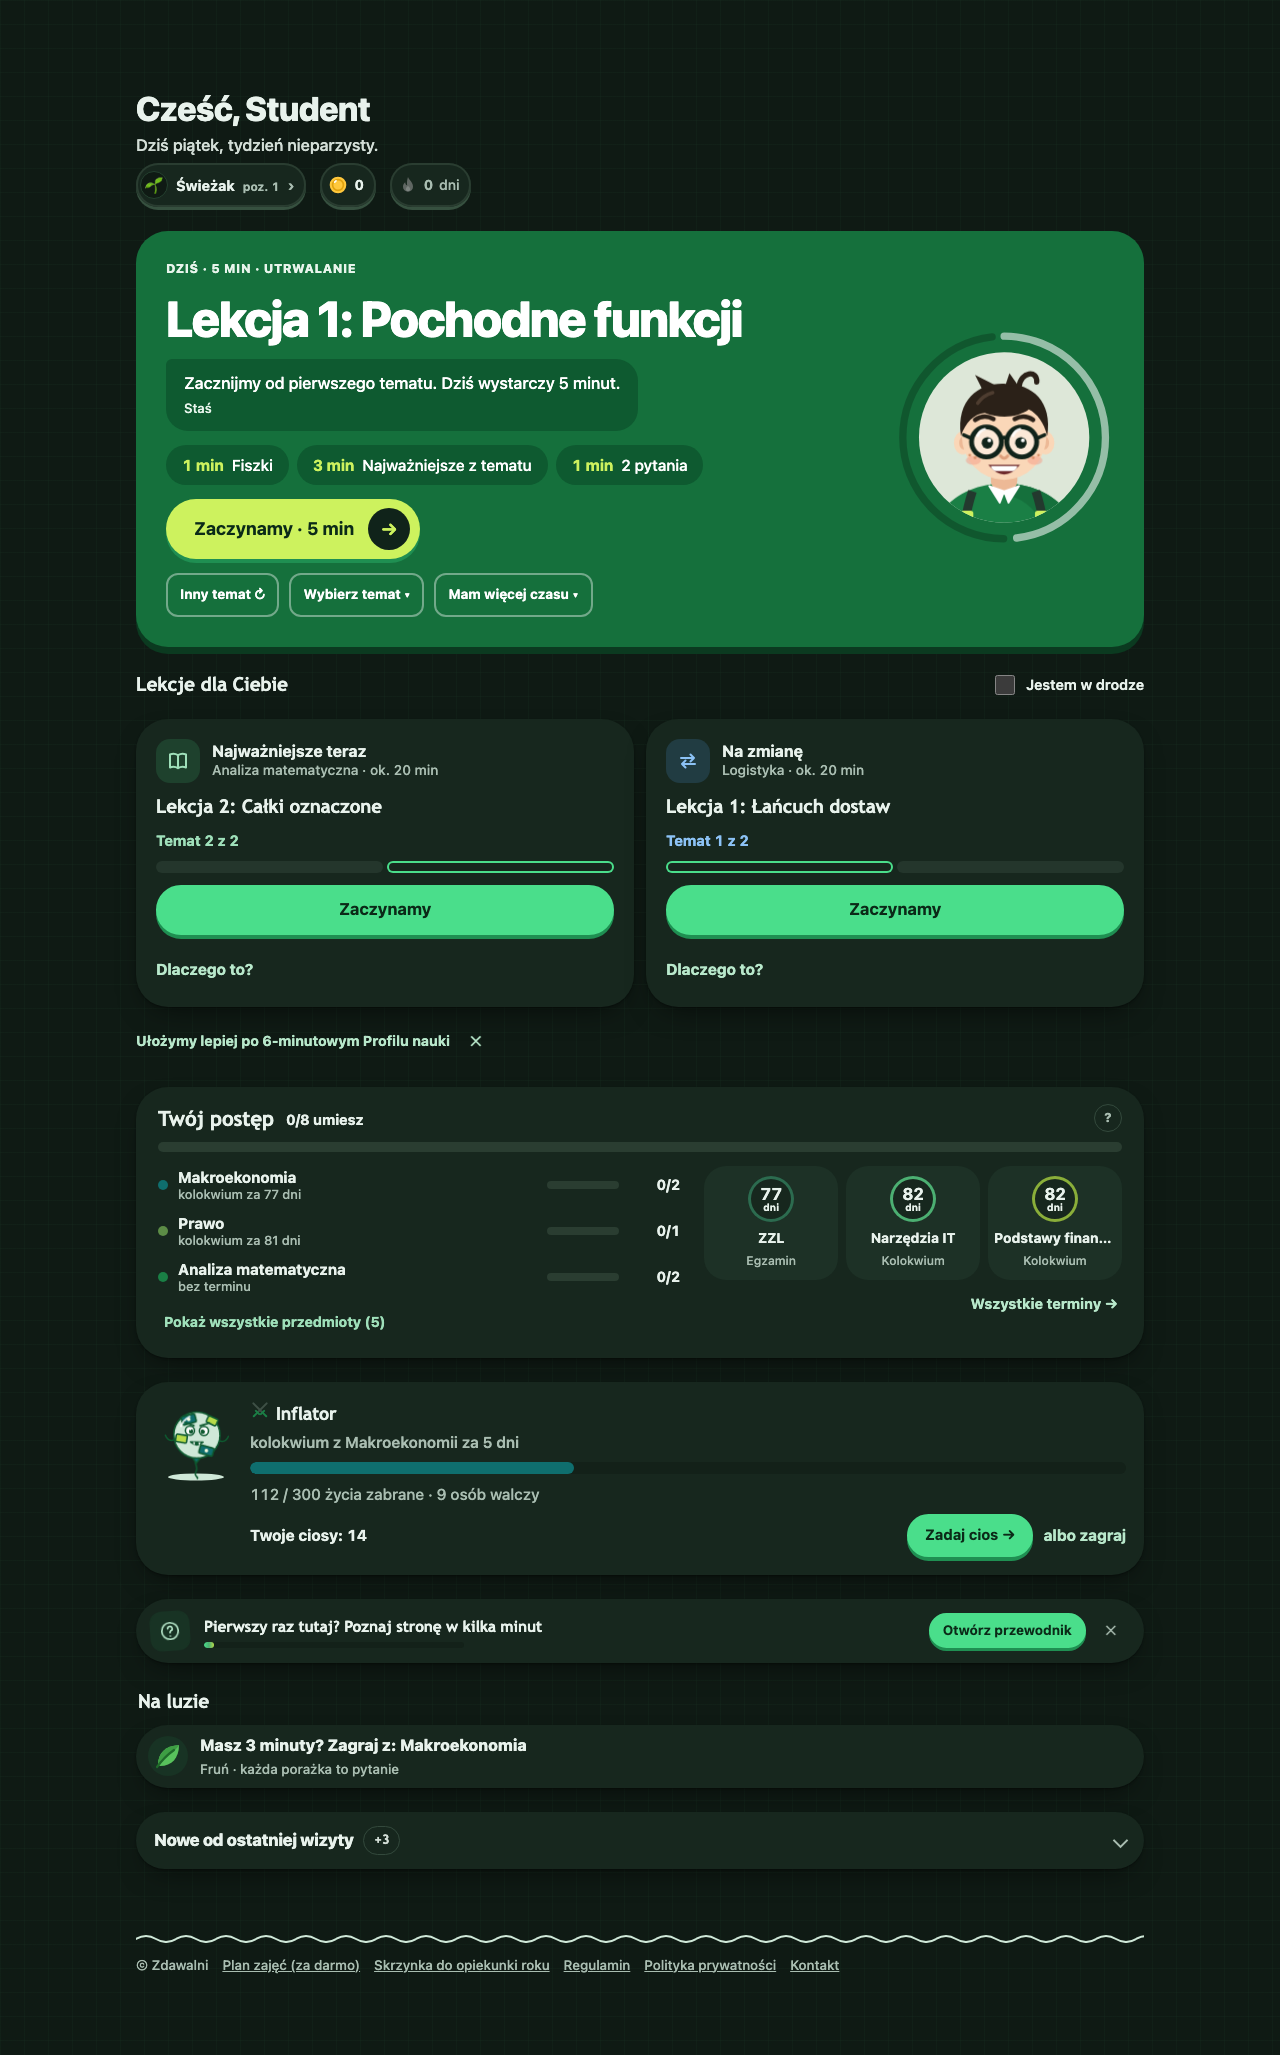 Cześć, Student
Dziś piątek, tydzień nieparzysty.
Świeżak poz. 1 ›
0
0 dni
DZIŚ · 5 MIN · UTRWALANIE
Lekcja 1: Pochodne funkcji
Zacznijmy od pierwszego tematu. Dziś wystarczy 5 minut.
Staś
1 min Fiszki
3 min Najważniejsze z tematu
1 min 2 pytania
Zaczynamy · 5 min →
Inny temat ↻
Wybierz temat ▾
Mam więcej czasu ▾
Lekcje dla Ciebie
Jestem w drodze
Najważniejsze teraz
Analiza matematyczna · ok. 20 min
Lekcja 2: Całki oznaczone
Temat 2 z 2
Zaczynamy
Dlaczego to?
Na zmianę
Logistyka · ok. 20 min
Lekcja 1: Łańcuch dostaw
Temat 1 z 2
Zaczynamy
Dlaczego to?
Ułożymy lepiej po 6-minutowym Profilu nauki ×
Twój postęp 0/8 umiesz
?
Makroekonomia
kolokwium za 77 dni
0/2
Prawo
kolokwium za 81 dni
0/1
Analiza matematyczna
bez terminu
0/2
Pokaż wszystkie przedmioty (5)
77
dni
ZZL
Egzamin
82
dni
Narzędzia IT
Kolokwium
82
dni
Podstawy finan...
Kolokwium
Wszystkie terminy →
Inflator
kolokwium z Makroekonomii za 5 dni
112 / 300 życia zabrane · 9 osób walczy
Twoje ciosy: 14
Zadaj cios →
albo zagraj
Pierwszy raz tutaj? Poznaj stronę w kilka minut
Otwórz przewodnik
×
Na luzie
Masz 3 minuty? Zagraj z: Makroekonomia
Fruń · każda porażka to pytanie
Nowe od ostatniej wizyty +3
© Zdawalni Plan zajęć (za darmo) Skrzynka do opiekunki roku Regulamin Polityka prywatności Kontakt